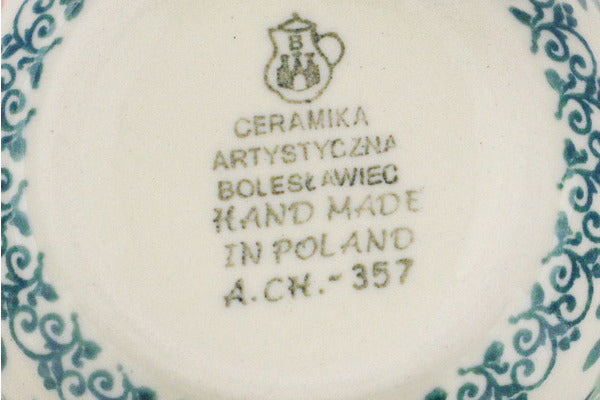 B
CERAMIKA
ARTYSTYCZNA
BOLESŁAWIEC
HAND MADE
IN POLAND
A.CH.-357